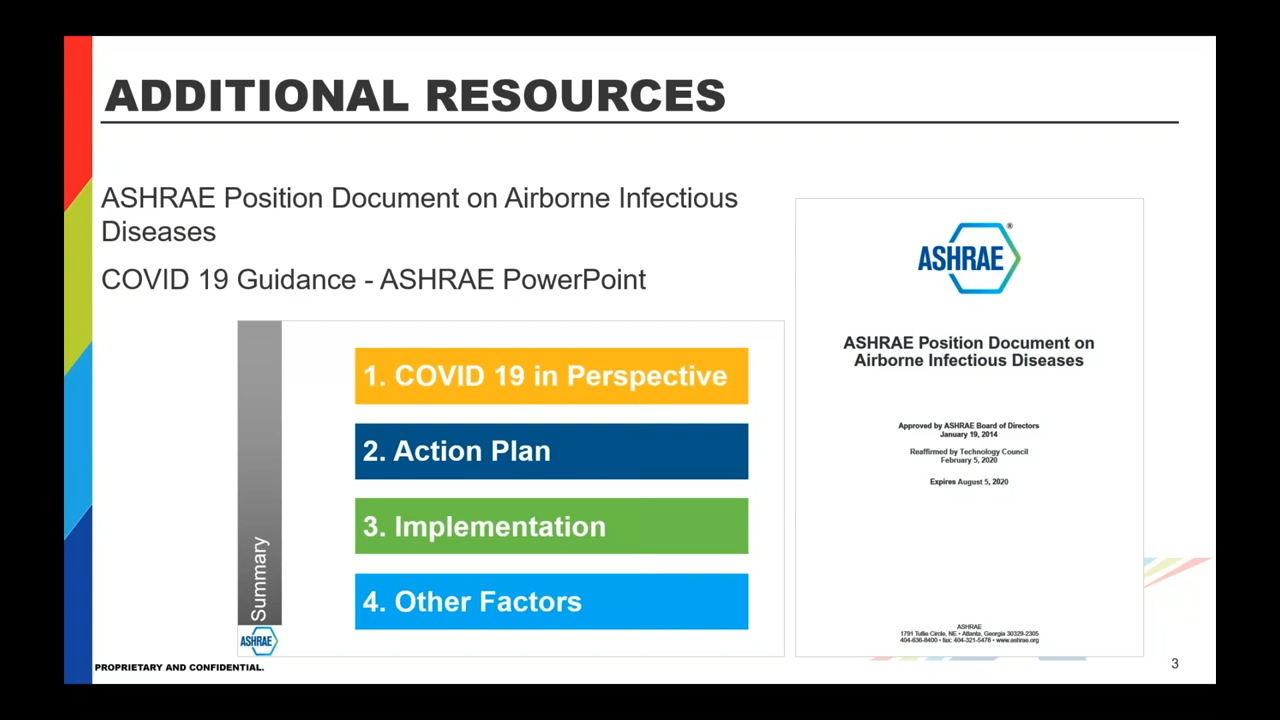 ADDITIONAL RESOURCES
ASHRAE Position Document on Airborne Infectious
Diseases
COVID 19 Guidance - ASHRAE PowerPoint
Summary
ASHRAE
1. COVID 19 in Perspective
2. Action Plan
3. Implementation
4. Other Factors
ASHRAE®
ASHRAE Position Document on
Airborne Infectious Diseases
Approved by ASHRAE Board of Directors
January 19, 2014
Reaffirmed by Technology Council
February 5, 2020
Expires August 5, 2020
ASHRAE
1791 Tullie Circle, NE • Atlanta, Georgia 30329-2305
404-636-8400 • fax: 404-321-5478 • www.ashrae.org
PROPRIETARY AND CONFIDENTIAL.
3